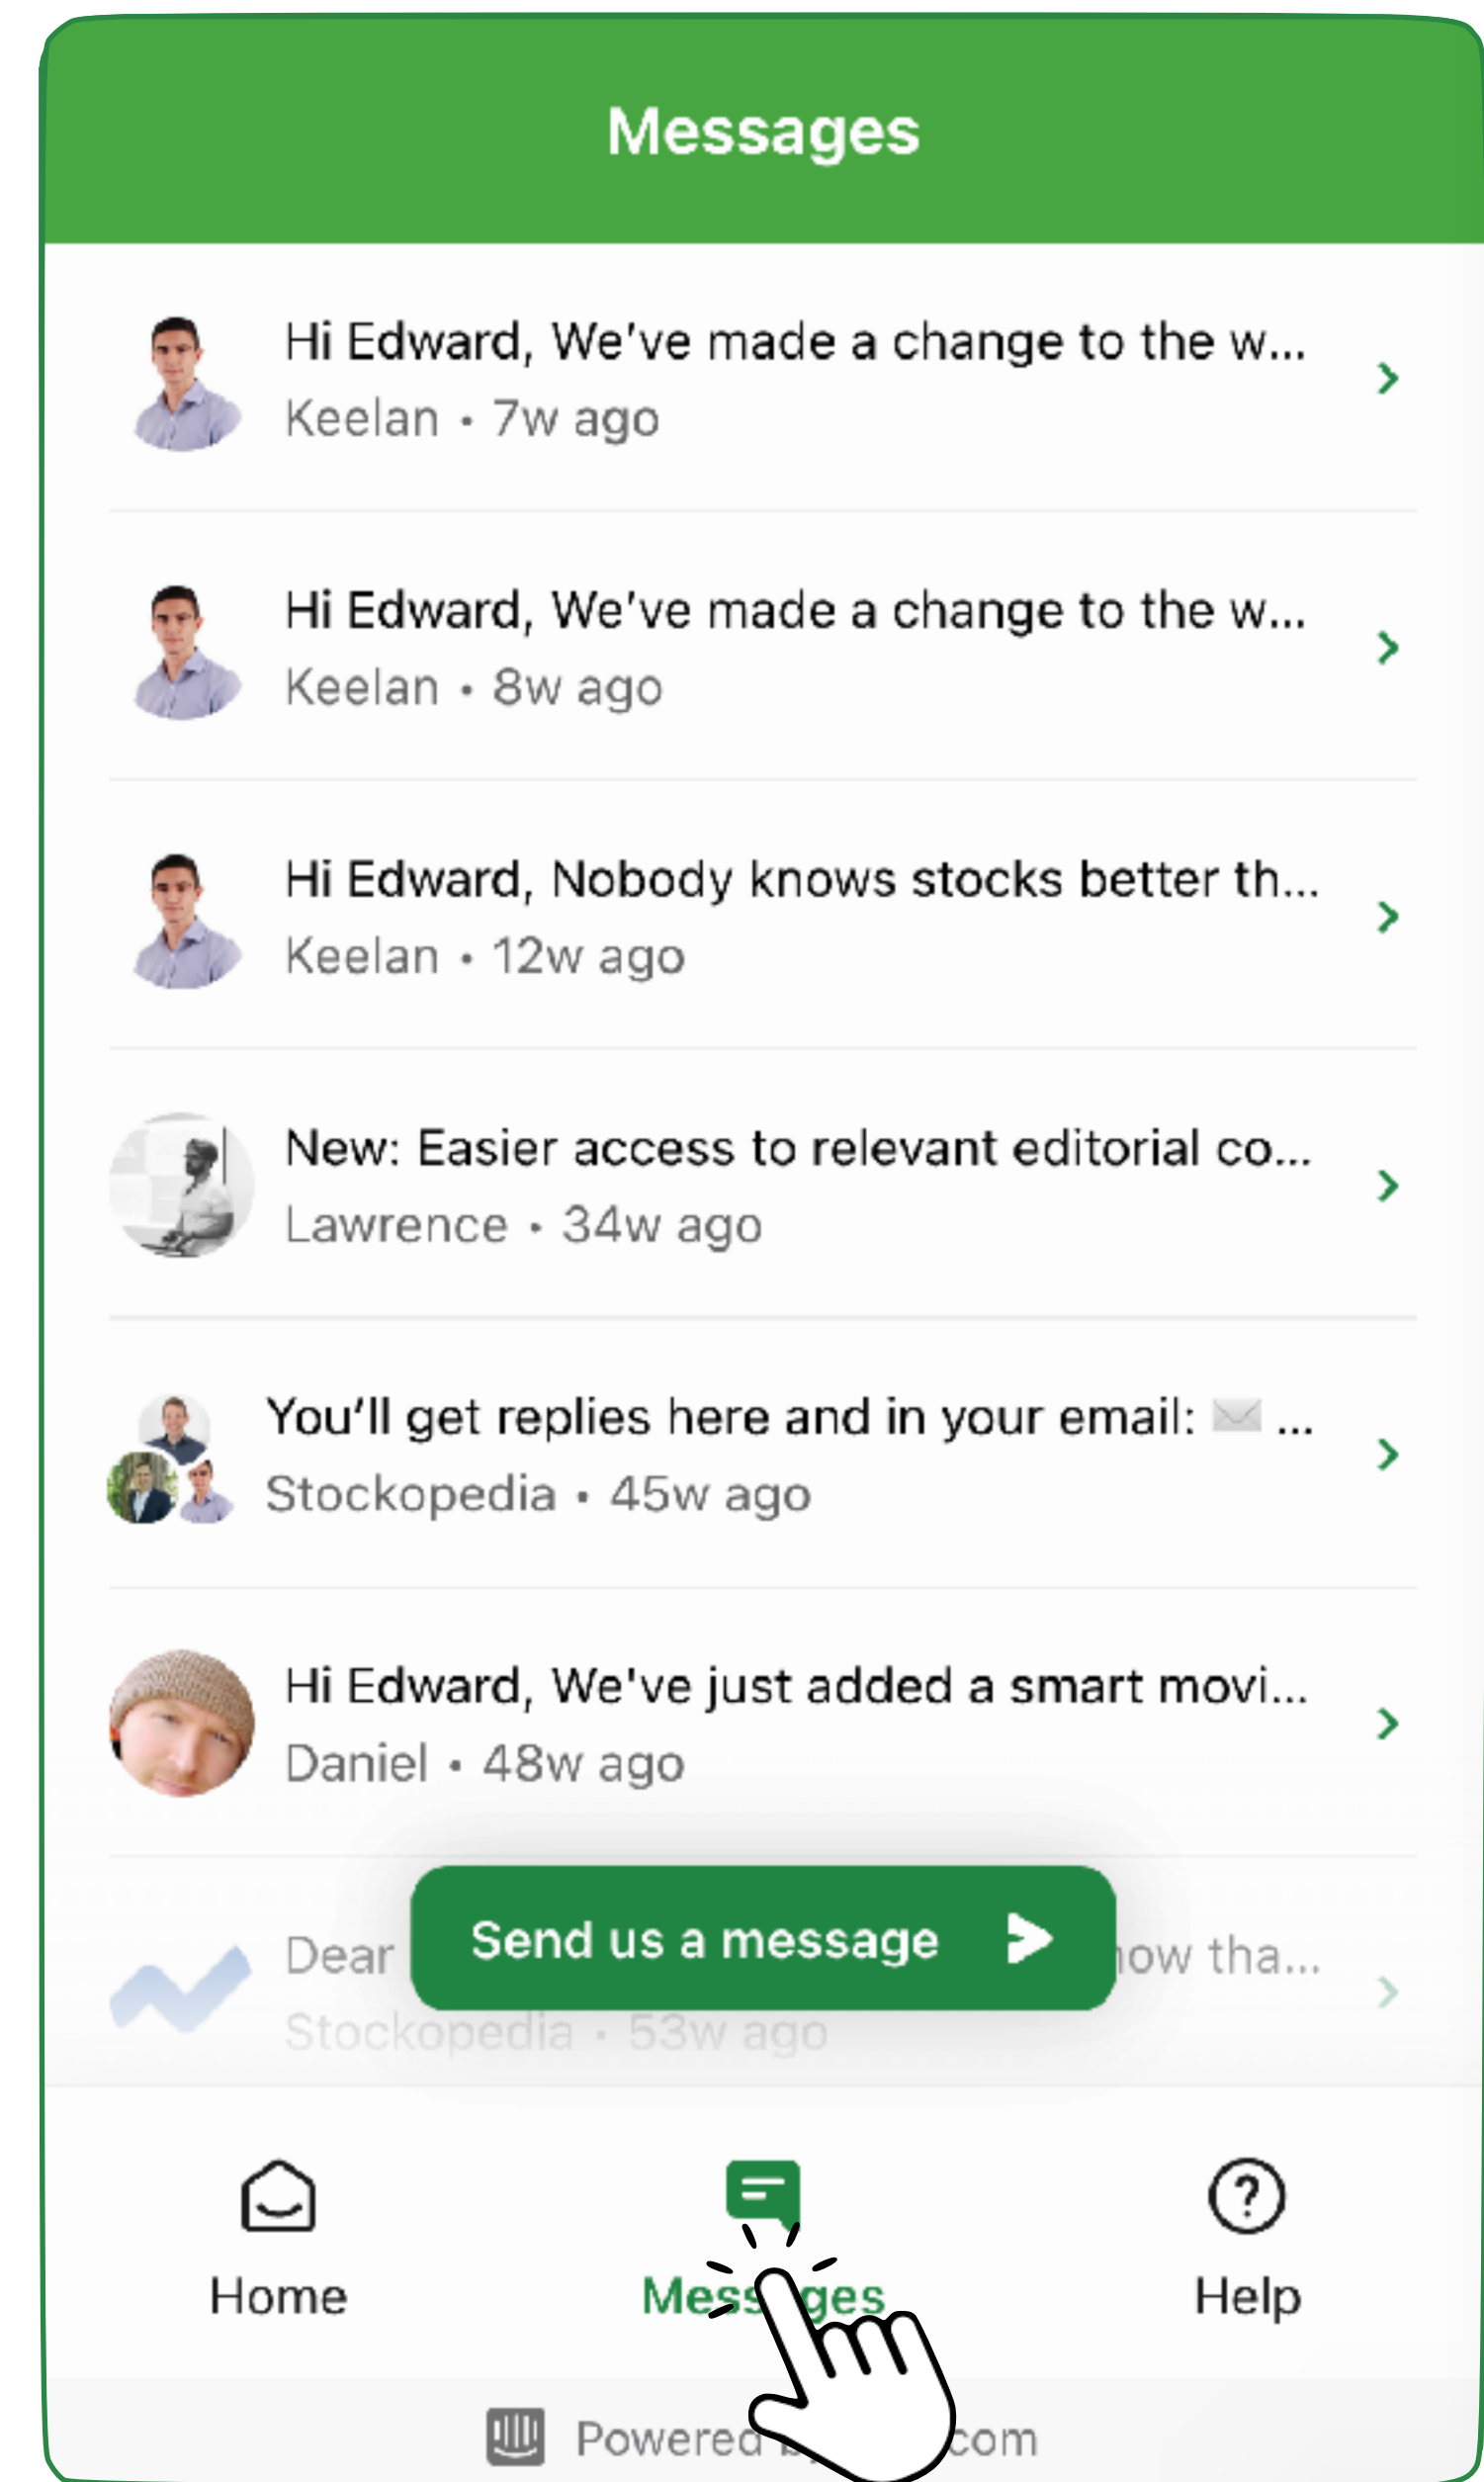 Messages
Hi Edward, We’ve made a change to the w...
Keelan • 7w ago
Hi Edward, We’ve made a change to the w...
Keelan • 8w ago
Hi Edward, Nobody knows stocks better th...
Keelan • 12w ago
New: Easier access to relevant editorial co...
Lawrence • 34w ago
You’ll get replies here and in your email: ✉️ ...
Stockopedia • 45w ago
Hi Edward, We've just added a smart movi...
Daniel • 48w ago
Dear tha...
Send us a message
Stockopedia • 53w ago
Home
Messages
Help
Powered com